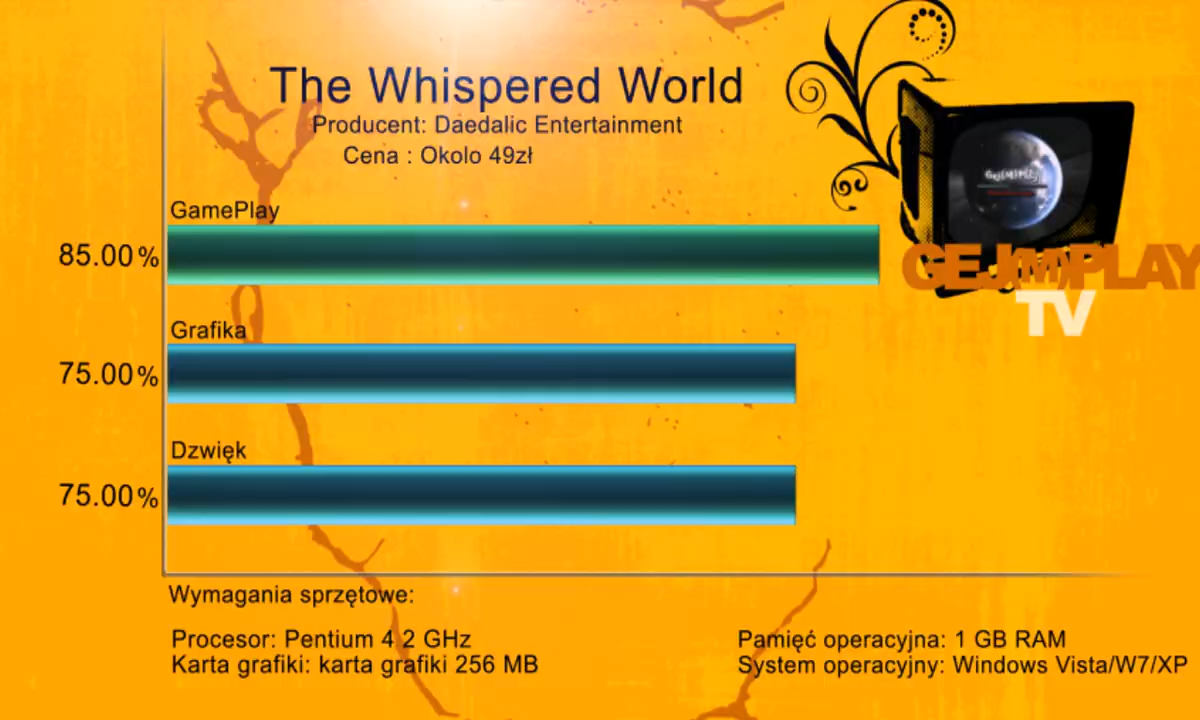 The Whispered World
Producent: Daedalic Entertainment
Cena : Okolo 49zł
GamePlay
85.00%
GEJ(M)PLAY
TV
Grafika
75.00%
Dzwięk
75.00%
Wymagania sprzętowe:
Procesor: Pentium 4 2 GHz
Karta grafiki: karta grafiki 256 MB
Pamięć operacyjna: 1 GB RAM
System operacyjny: Windows Vista/W7/XP